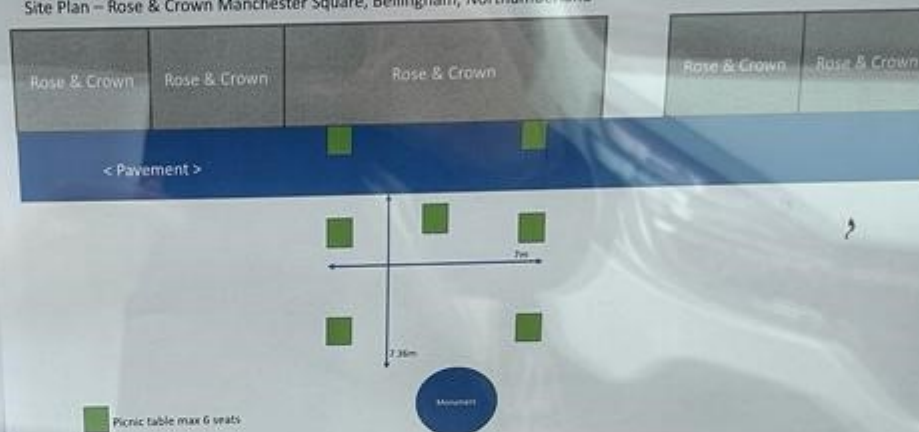 Site Plan – Rose & Crown Manchester Square, Bellingham, Northumberland
Rose & Crown
Rose & Crown
Rose & Crown
Rose & Crown
Rose & Crown
< Pavement >
7m
7.36m
Monument
Picnic table max 6 seats